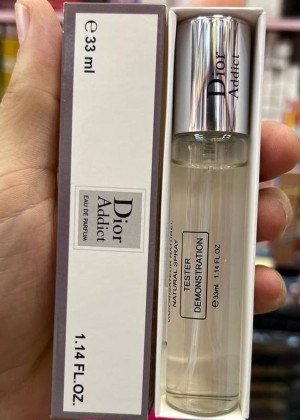 ℮ 33 ml
Dior
Addict
EAU DE PARFUM
1.14 FL.OZ.
Dior
Addict
NATURAL SPRAY
TESTER
DEMONSTRATION
℮33ml 1.14 FL.OZ